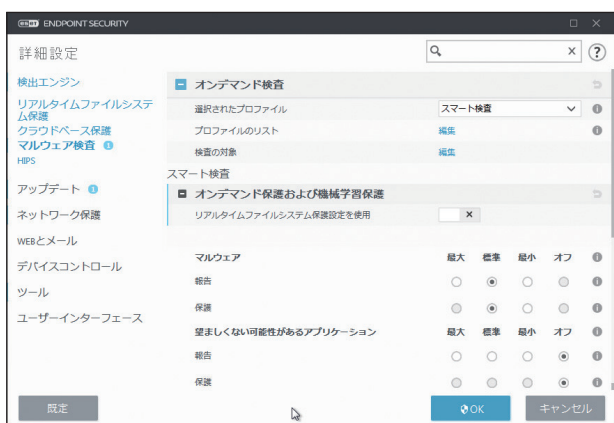 eset ENDPOINT SECURITY
詳細設定
検出エンジン
リアルタイムファイルシステ
ム保護
クラウドベース保護
マルウェア検査 1
HIPS
アップデート 1
ネットワーク保護
WEBとメール
デバイスコントロール
ツール
ユーザーインターフェース
オンデマンド検査
選択されたプロファイル スマート検査
プロファイルのリスト 編集
検査の対象 編集
スマート検査
オンデマンド保護および機械学習保護
リアルタイムファイルシステム保護設定を使用
マルウェア 最大 標準 最小 オフ
報告
保護
望ましくない可能性があるアプリケーション 最大 標準 最小 オフ
報告
保護
既定 OK キャンセル